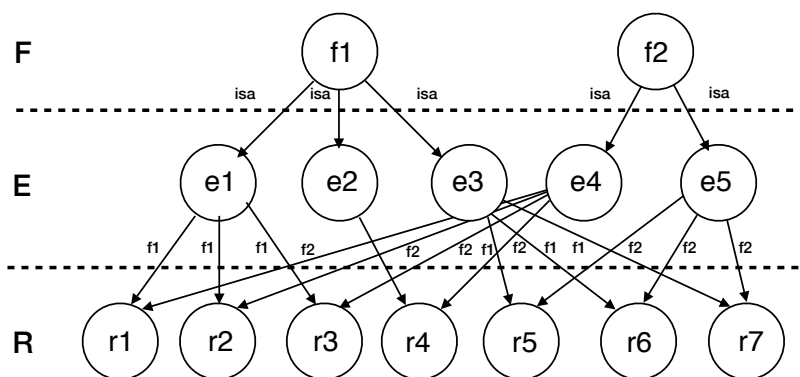 F f1 f2
isa isa isa isa isa
E e1 e2 e3 e4 e5
f1 f1 f1 f2 f2 f2 f1 f2 f1 f1 f2 f2 f2
R r1 r2 r3 r4 r5 r6 r7